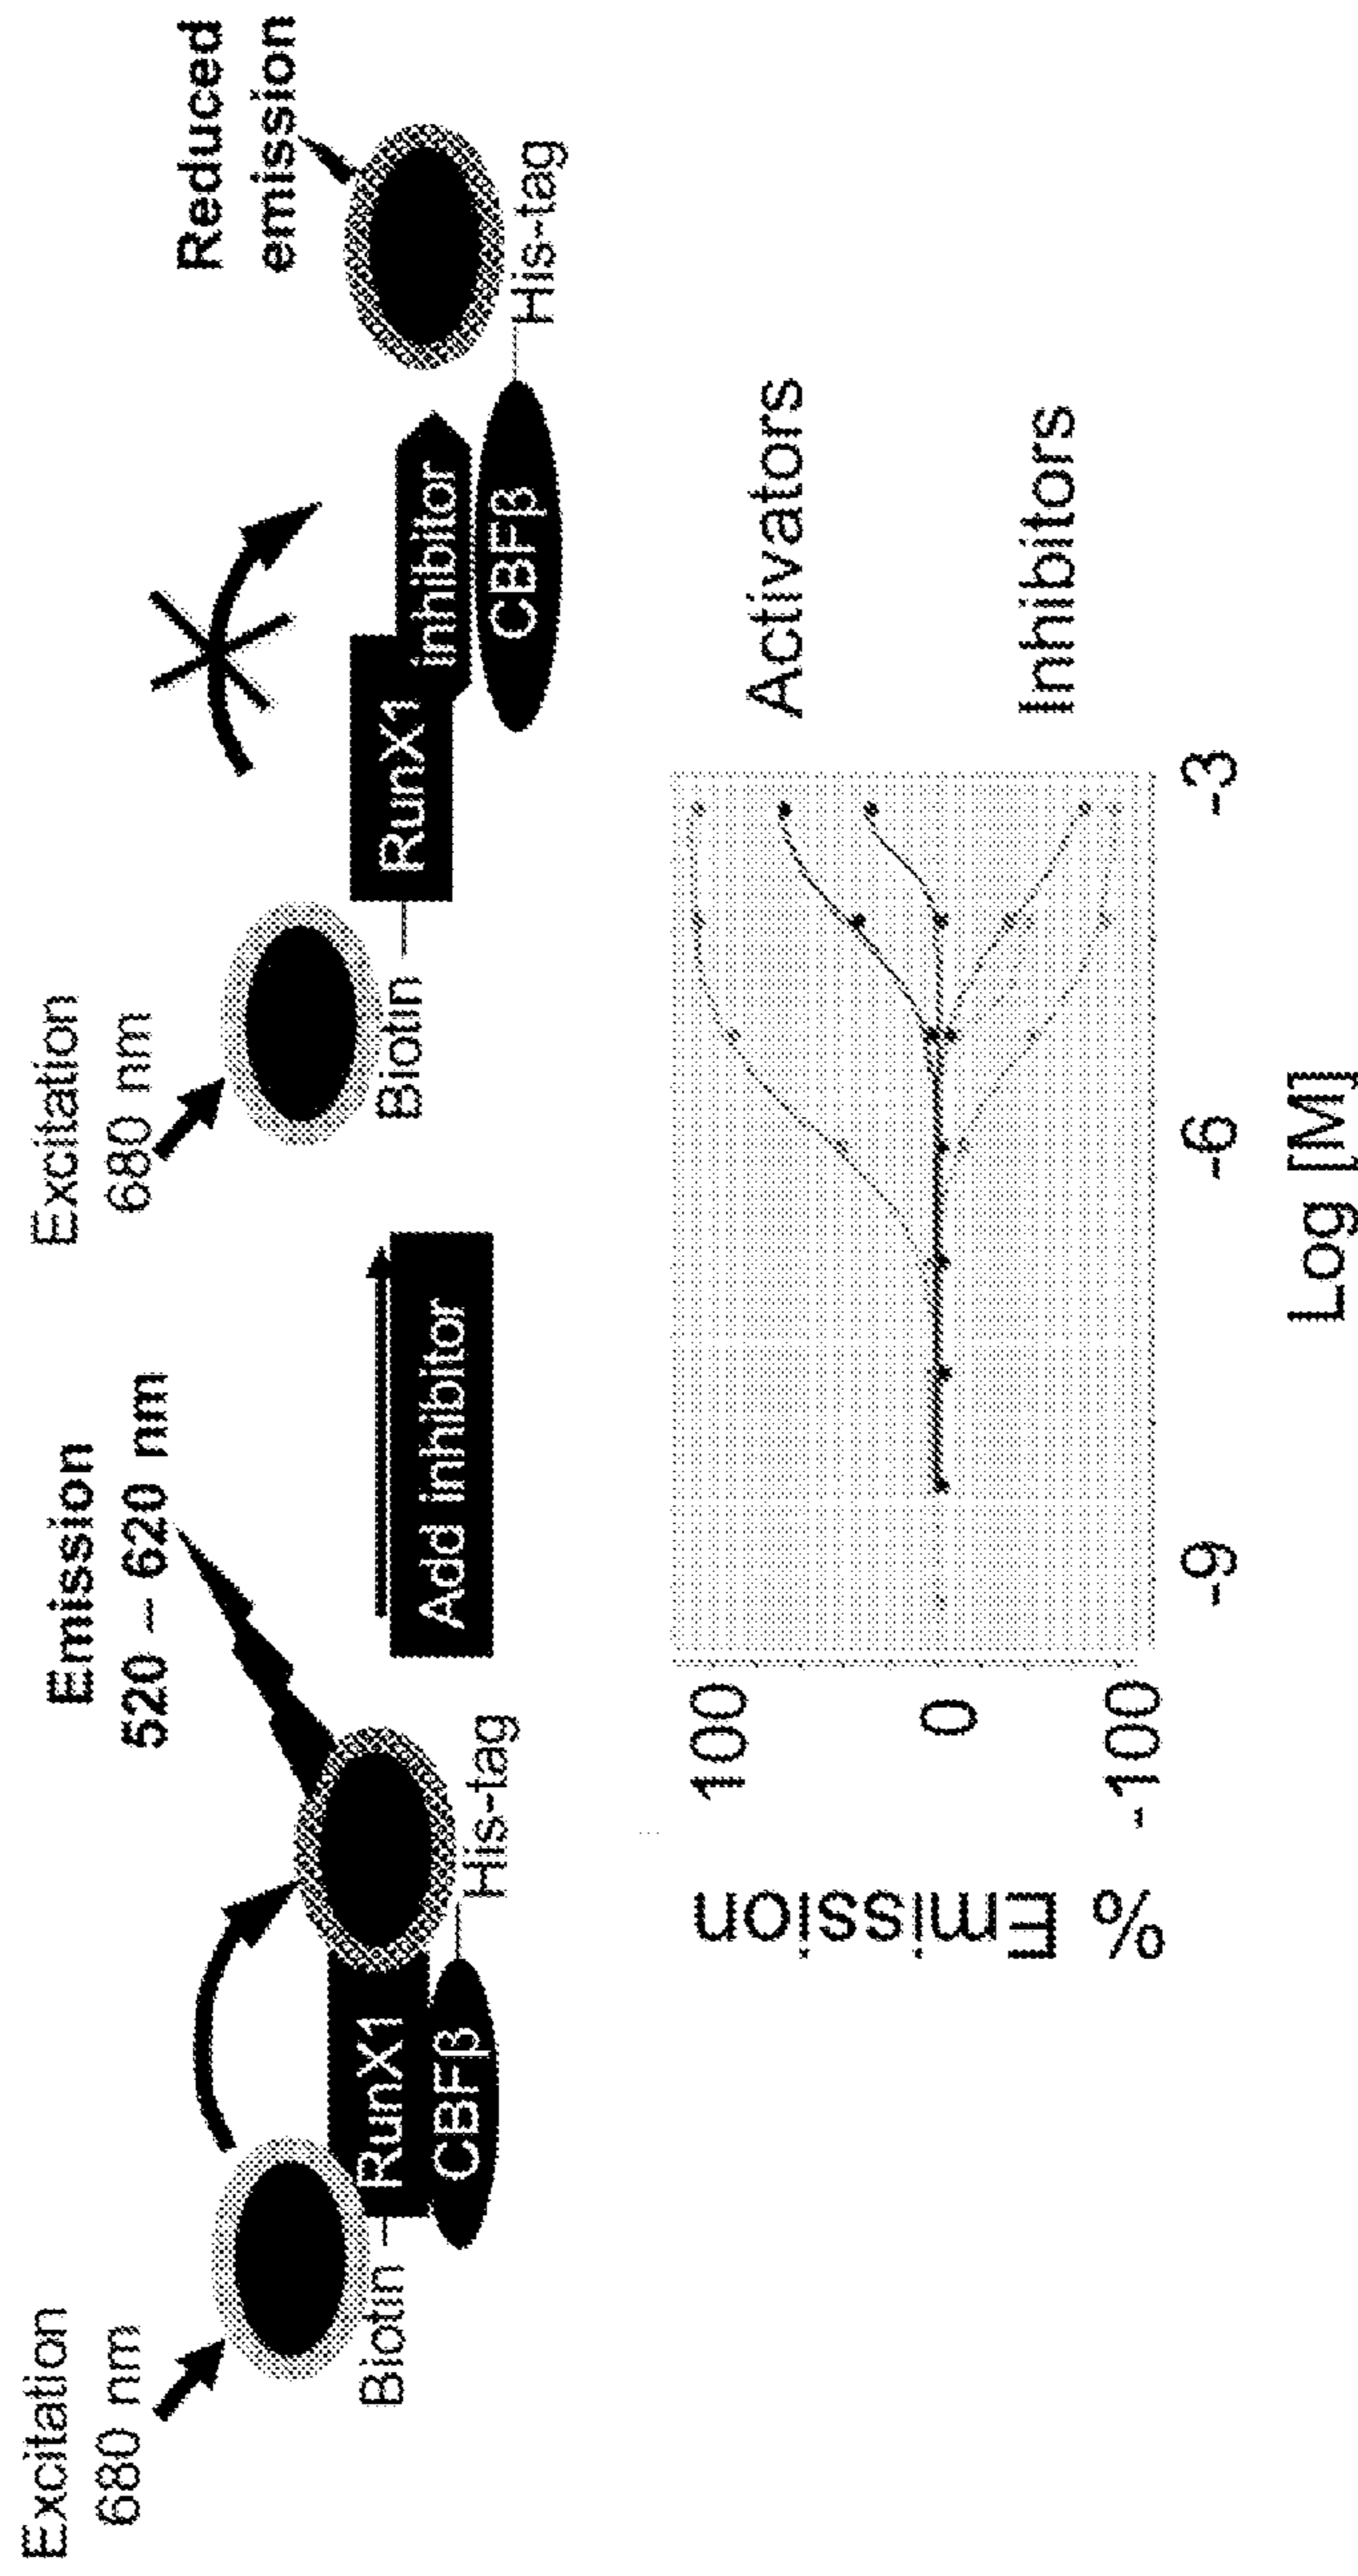 Excitation
680 nm
Biotin
RunX1
CBFβ
His-tag
Emission
520 – 620 nm
Add inhibitor
Excitation
680 nm
Biotin
RunX1
inhibitor
CBFβ
His-tag
Reduced
emission
% Emission
100
0
-100
-9
-6
-3
Log [M]
Activators
Inhibitors